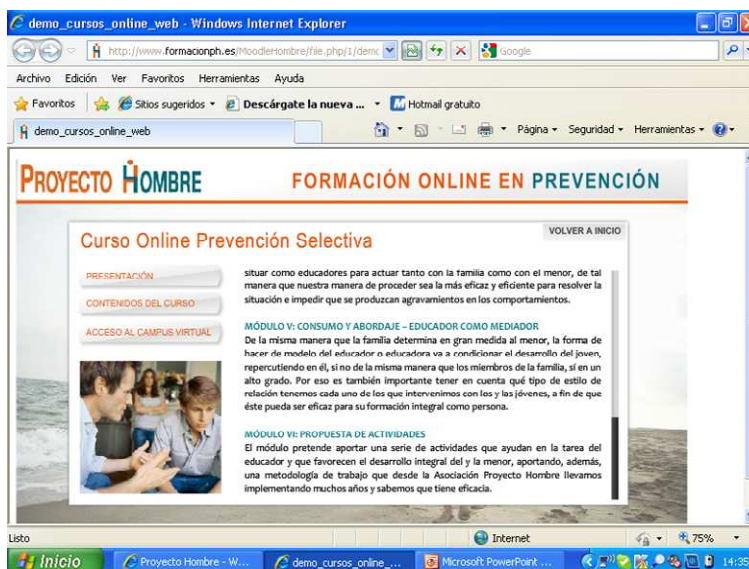 demo_cursos_online_web - Windows Internet Explorer
http://www.formacionph.es/MoodleHombre/file.php/1/demc
Google
Archivo Edición Ver Favoritos Herramientas Ayuda
Favoritos Sitios sugeridos Descárgate la nueva ... Hotmail gratuito
demo_cursos_online_web
Página Seguridad Herramientas
PROYECTO HOMBRE
FORMACIÓN ONLINE EN PREVENCIÓN
VOLVER A INICIO
Curso Online Prevención Selectiva
PRESENTACIÓN
CONTENIDOS DEL CURSO
ACCESO AL CAMPUS VIRTUAL
situar como educadores para actuar tanto con la familia como con el menor, de tal
manera que nuestra manera de proceder sea la más eficaz y eficiente para resolver la
situación e impedir que se produzcan agravamientos en los comportamientos.
MÓDULO V: CONSUMO Y ABORDAJE – EDUCADOR COMO MEDIADOR
De la misma manera que la familia determina en gran medida al menor, la forma de
hacer de modelo del educador o educadora va a condicionar el desarrollo del joven,
repercutiendo en él, si no de la misma manera que los miembros de la familia, sí en un
alto grado. Por eso es también importante tener en cuenta qué tipo de estilo de
relación tenemos cada uno de los que intervenimos con los y las jóvenes, a fin de que
éste pueda ser eficaz para su formación integral como persona.
MÓDULO VI: PROPUESTA DE ACTIVIDADES
El módulo pretende aportar una serie de actividades que ayudan en la tarea del
educador y que favorecen el desarrollo integral del y la menor, aportando, además,
una metodología de trabajo que desde la Asociación Proyecto Hombre llevamos
implementando muchos años y sabemos que tiene eficacia.
Listo
Internet
75%
Inicio
Proyecto Hombre - W...
demo_cursos_online_...
Microsoft PowerPoint ...
14:35